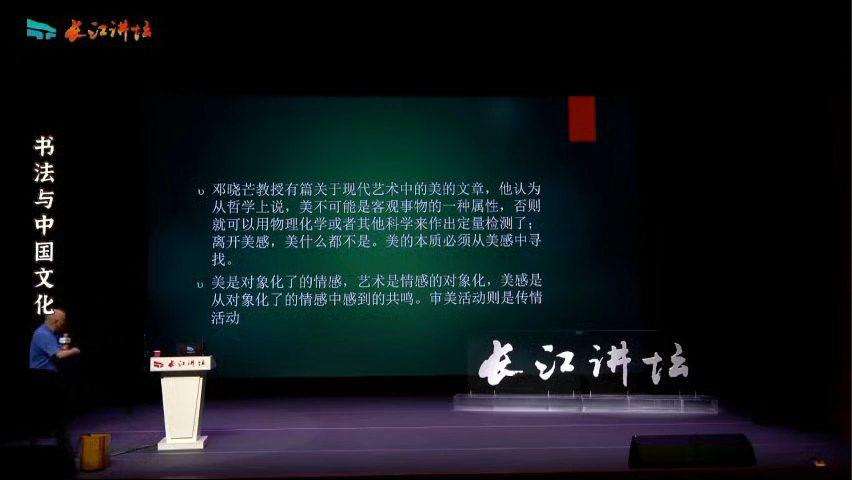 长江讲坛
书法与中国文化
邓晓芒教授有篇关于现代艺术中的美的文章，他认为
从哲学上说，美不可能是客观事物的一种属性，否则
就可以用物理化学或者其他科学来作出定量检测了；
离开美感，美什么都不是。美的本质必须从美感中寻
找。
美是对象化了的情感，艺术是情感的对象化，美感是
从对象化了的情感中感到的共鸣。审美活动则是传情
活动
长江讲坛
长江讲坛